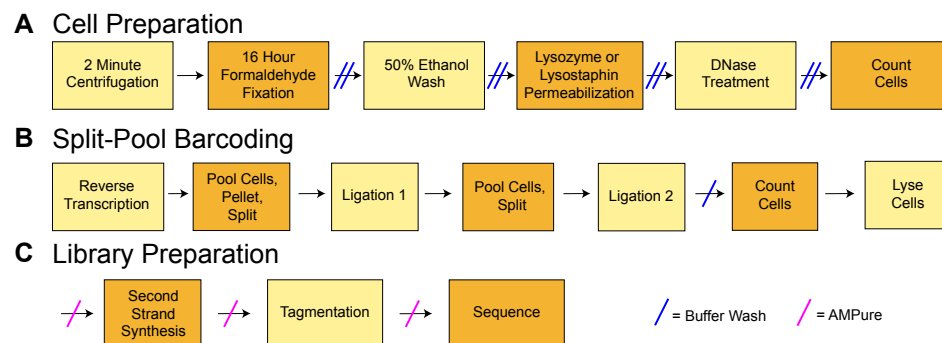 A Cell Preparation
2 Minute
Centrifugation
16 Hour
Formaldehyde
Fixation
50% Ethanol
Wash
Lysozyme or
Lysostaphin
Permeabilization
DNase
Treatment
Count
Cells
B Split-Pool Barcoding
Reverse
Transcription
Pool Cells,
Pellet,
Split
Ligation 1
Pool Cells,
Split
Ligation 2
Count
Cells
Lyse
Cells
C Library Preparation
Second
Strand
Synthesis
Tagmentation
Sequence
= Buffer Wash
= AMPure